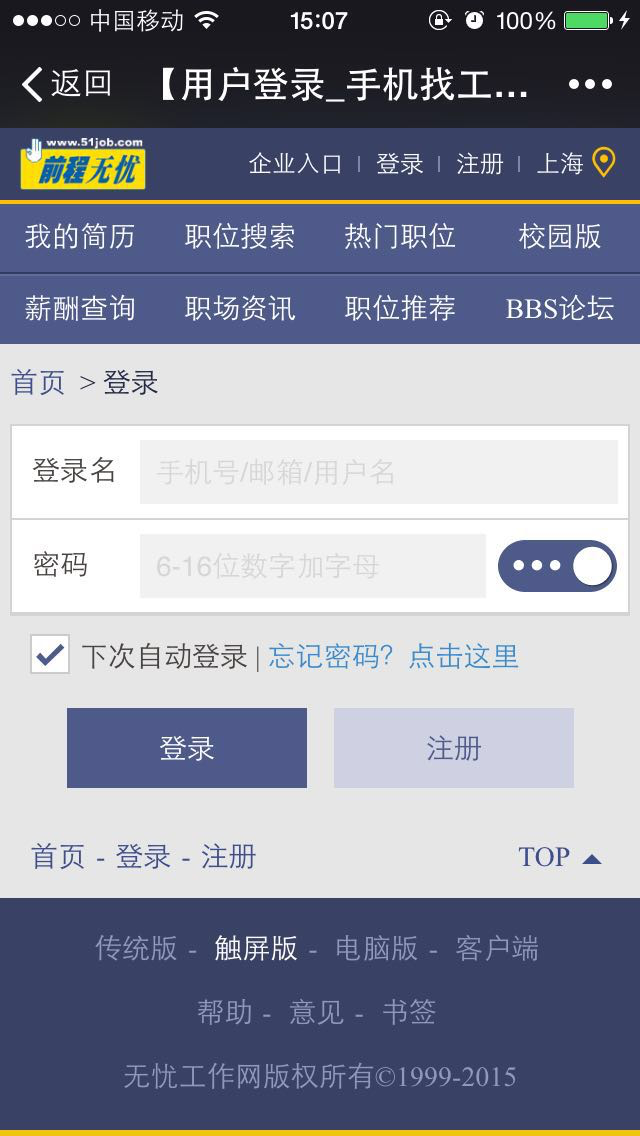 中国移动 15:07 100%
返回 【用户登录_手机找工...
www.51job.com
前程无忧 企业入口 | 登录 | 注册 | 上海
我的简历 职位搜索 热门职位 校园版
薪酬查询 职场资讯 职位推荐 BBS论坛
首页 > 登录
登录名 手机号/邮箱/用户名
密码 6-16位数字加字母
下次自动登录 | 忘记密码? 点击这里
登录 注册
首页 - 登录 - 注册 TOP
传统版 - 触屏版 - 电脑版 - 客户端
帮助 - 意见 - 书签
无忧工作网版权所有©1999-2015